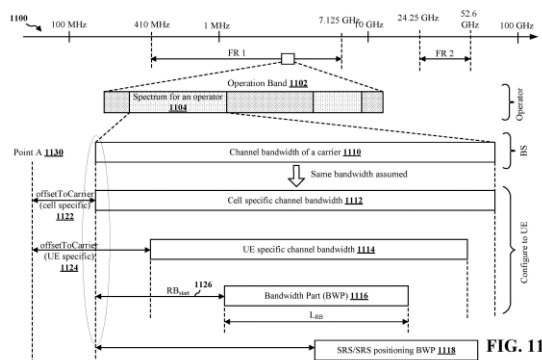 1100
100 MHz
410 MHz
1 MHz
7.125 GHz
10 GHz
24.25 GHz
52.6 GHz
100 GHz
FR 1
FR 2
Operation Band 1102
Spectrum for an operator 1104
Operator
Point A 1130
Channel bandwidth of a carrier 1110
BS
Same bandwidth assumed
offsetToCarrier (cell specific) 1122
Cell specific channel bandwidth 1112
offsetToCarrier (UE specific) 1124
UE specific channel bandwidth 1114
Configure to UE
RBstart 1126
Bandwidth Part (BWP) 1116
LRB
SRS/SRS positioning BWP 1118
FIG. 11